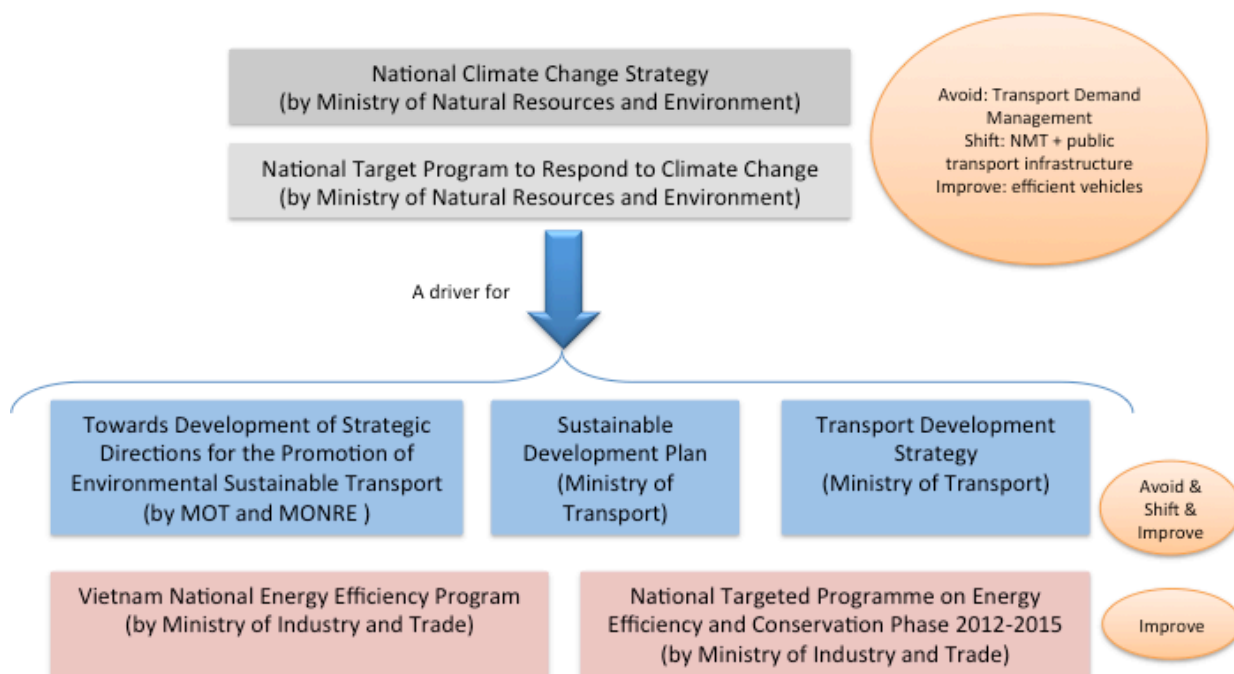 National Climate Change Strategy
(by Ministry of Natural Resources and Environment)
Avoid: Transport Demand
Management
Shift: NMT + public
transport infrastructure
Improve: efficient vehicles
National Target Program to Respond to Climate Change
(by Ministry of Natural Resources and Environment)
A driver for
Towards Development of Strategic
Directions for the Promotion of
Environmental Sustainable Transport
(by MOT and MONRE )
Sustainable
Development Plan
(Ministry of
Transport)
Transport Development
Strategy
(Ministry of Transport)
Avoid &
Shift &
Improve
Vietnam National Energy Efficiency Program
(by Ministry of Industry and Trade)
National Targeted Programme on Energy
Efficiency and Conservation Phase 2012-2015
(by Ministry of Industry and Trade)
Improve